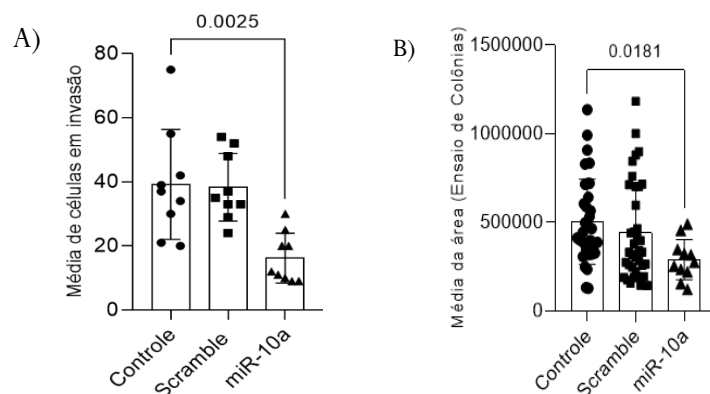 A)
0.0025
Média de células em invasão
80
60
40
20
0
Controle
Scramble
miR-10a
B)
0.0181
Média da área (Ensaio de Colônias)
1500000
1000000
500000
0
Controle
Scramble
miR-10a